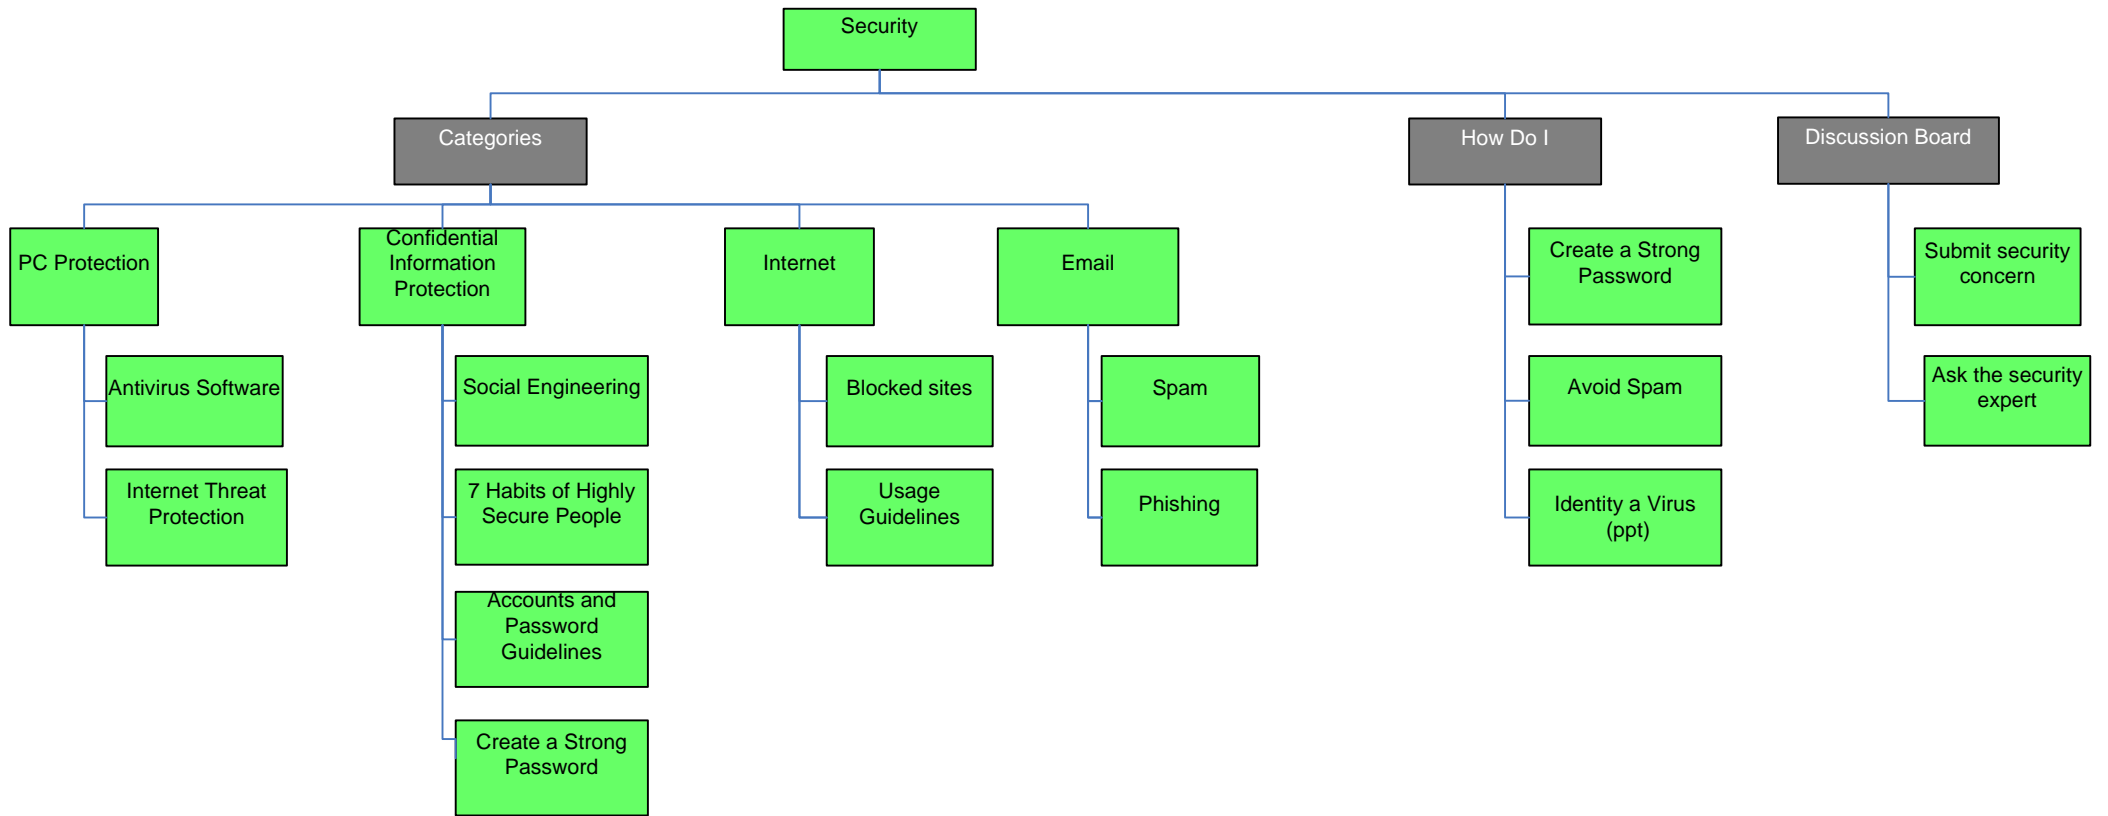 Security
Categories
How Do I
Discussion Board
PC Protection
Confidential
Information
Protection
Internet
Email
Create a Strong
Password
Submit security
concern
Antivirus Software
Social Engineering
Blocked sites
Spam
Avoid Spam
Ask the security
expert
Internet Threat
Protection
7 Habits of Highly
Secure People
Usage
Guidelines
Phishing
Identity a Virus
(ppt)
Accounts and
Password
Guidelines
Create a Strong
Password